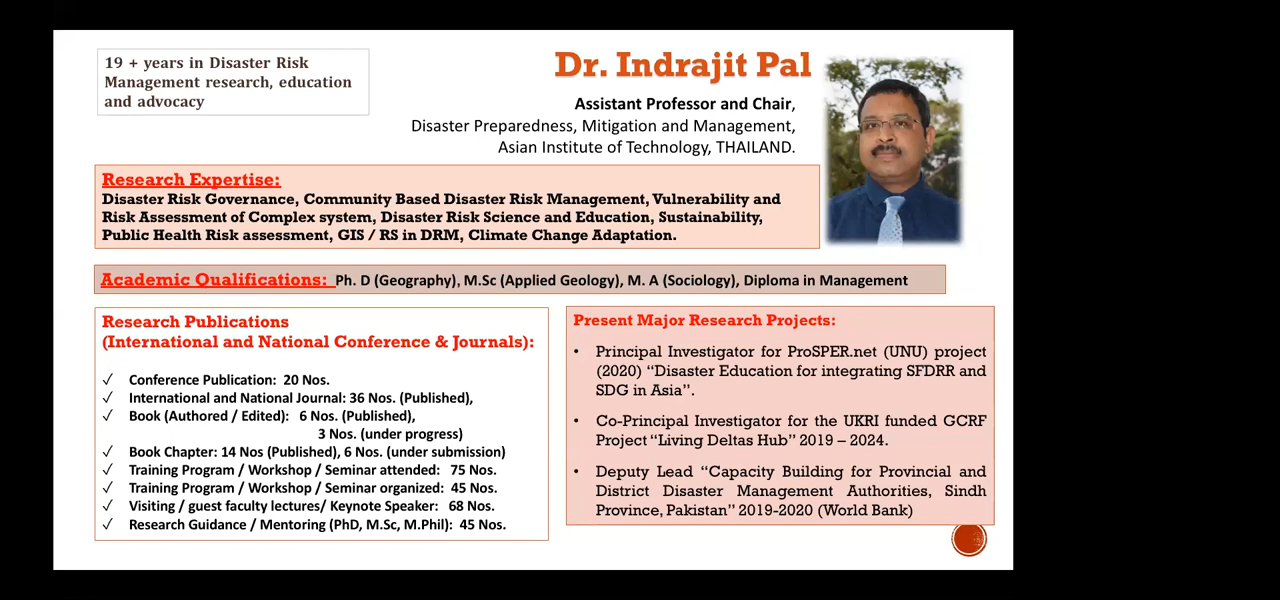 19 + years in Disaster Risk
Management research, education
and advocacy
Dr. Indrajit Pal
Assistant Professor and Chair,
Disaster Preparedness, Mitigation and Management,
Asian Institute of Technology, THAILAND.
Research Expertise:
Disaster Risk Governance, Community Based Disaster Risk Management, Vulnerability and
Risk Assessment of Complex system, Disaster Risk Science and Education, Sustainability,
Public Health Risk assessment, GIS / RS in DRM, Climate Change Adaptation.
Academic Qualifications: Ph. D (Geography), M.Sc (Applied Geology), M. A (Sociology), Diploma in Management
Research Publications
(International and National Conference & Journals):
✓ Conference Publication: 20 Nos.
✓ International and National Journal: 36 Nos. (Published),
✓ Book (Authored / Edited): 6 Nos. (Published),
3 Nos. (under progress)
✓ Book Chapter: 14 Nos (Published), 6 Nos. (under submission)
✓ Training Program / Workshop / Seminar attended: 75 Nos.
✓ Training Program / Workshop / Seminar organized: 45 Nos.
✓ Visiting / guest faculty lectures/ Keynote Speaker: 68 Nos.
✓ Research Guidance / Mentoring (PhD, M.Sc, M.Phil): 45 Nos.
Present Major Research Projects:
• Principal Investigator for ProSPER.net (UNU) project
(2020) “Disaster Education for integrating SFDRR and
SDG in Asia”.
• Co-Principal Investigator for the UKRI funded GCRF
Project “Living Deltas Hub” 2019 – 2024.
• Deputy Lead “Capacity Building for Provincial and
District Disaster Management Authorities, Sindh
Province, Pakistan” 2019-2020 (World Bank)